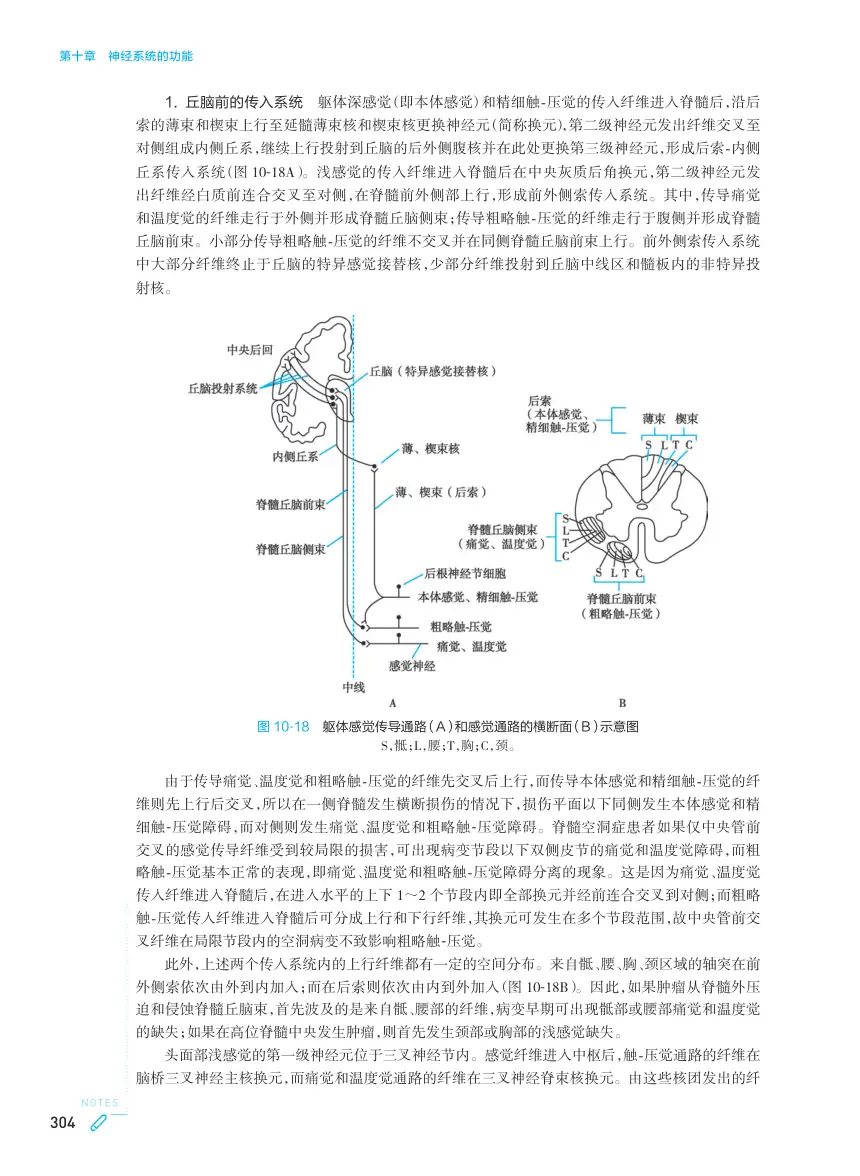 第十章　神经系统的功能
1. 丘脑前的传入系统　躯体深感觉(即本体感觉)和精细触-压觉的传入纤维进入脊髓后,沿后
索的薄束和楔束上行至延髓薄束核和楔束核更换神经元(简称换元),第二级神经元发出纤维交叉至
对侧组成内侧丘系,继续上行投射到丘脑的后外侧腹核并在此处更换第三级神经元,形成后索-内侧
丘系传入系统(图 10-18A)。浅感觉的传入纤维进入脊髓后在中央灰质后角换元,第二级神经元发
出纤维经白质前连合交叉至对侧,在脊髓前外侧部上行,形成前外侧索传入系统。其中,传导痛觉
和温度觉的纤维走行于外侧并形成脊髓丘脑侧束;传导粗略触-压觉的纤维走行于腹侧并形成脊髓
丘脑前束。小部分传导粗略触-压觉的纤维不交叉并在同侧脊髓丘脑前束上行。前外侧索传入系统
中大部分纤维终止于丘脑的特异感觉接替核,少部分纤维投射到丘脑中线区和髓板内的非特异投
射核。
中央后回
丘脑(特异感觉接替核)
丘脑投射系统
内侧丘系
薄、楔束核
薄、楔束(后索)
脊髓丘脑前束
脊髓丘脑侧束
后根神经节细胞
本体感觉、精细触-压觉
粗略触-压觉
痛觉、温度觉
感觉神经
中线
A
后索
(本体感觉、
精细触-压觉)
薄束 楔束
S L T C
脊髓丘脑侧束
(痛觉、温度觉)
S
L
T
C
S L T C
脊髓丘脑前束
(粗略触-压觉)
B
图 10-18　躯体感觉传导通路(A)和感觉通路的横断面(B)示意图
S,骶;L,腰;T,胸;C,颈。
由于传导痛觉、温度觉和粗略触-压觉的纤维先交叉后上行,而传导本体感觉和精细触-压觉的纤
维则先上行后交叉,所以在一侧脊髓发生横断损伤的情况下,损伤平面以下同侧发生本体感觉和精
细触-压觉障碍,而对侧则发生痛觉、温度觉和粗略触-压觉障碍。脊髓空洞症患者如果仅中央管前
交叉的感觉传导纤维受到较局限的损害,可出现病变节段以下双侧皮节的痛觉和温度觉障碍,而粗
略触-压觉基本正常的表现,即痛觉、温度觉和粗略触-压觉障碍分离的现象。这是因为痛觉、温度觉
传入纤维进入脊髓后,在进入水平的上下 1～2 个节段内即全部换元并经前连合交叉到对侧;而粗略
触-压觉传入纤维进入脊髓后可分成上行和下行纤维,其换元可发生在多个节段范围,故中央管前交
叉纤维在局限节段内的空洞病变不致影响粗略触-压觉。
此外,上述两个传入系统内的上行纤维都有一定的空间分布。来自骶、腰、胸、颈区域的轴突在前
外侧索依次由外到内加入;而在后索则依次由内到外加入(图 10-18B)。因此,如果肿瘤从脊髓外压
迫和侵蚀脊髓丘脑束,首先波及的是来自骶、腰部的纤维,病变早期可出现骶部或腰部痛觉和温度觉
的缺失;如果在高位脊髓中央发生肿瘤,则首先发生颈部或胸部的浅感觉缺失。
头面部浅感觉的第一级神经元位于三叉神经节内。感觉纤维进入中枢后,触-压觉通路的纤维在
脑桥三叉神经主核换元,而痛觉和温度觉通路的纤维在三叉神经脊束核换元。由这些核团发出的纤
NOTES
304